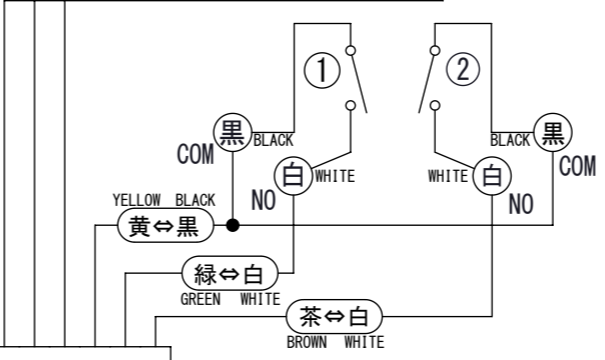 ① ②
黒 BLACK BLACK 黒
COM COM
白 WHITE WHITE 白
NO NO
YELLOW BLACK
黄⇔黒
緑⇔白
GREEN WHITE
茶⇔白
BROWN WHITE